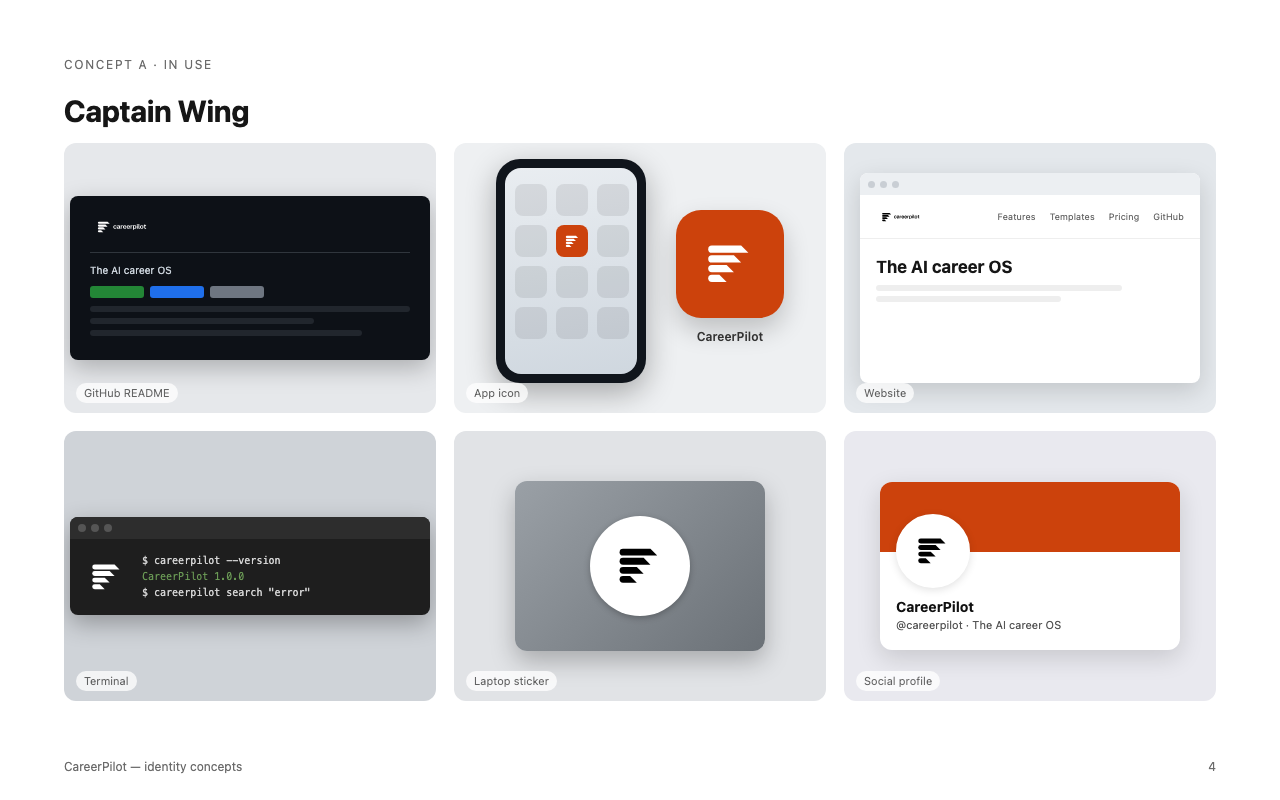 CONCEPT A · IN USE
Captain Wing
careerpilot
The AI career OS
GitHub README
CareerPilot
App icon
careerpilot
Features Templates Pricing GitHub
The AI career OS
Website
$ careerpilot --version
CareerPilot 1.0.0
$ careerpilot search "error"
Terminal
Laptop sticker
CareerPilot
@careerpilot · The AI career OS
Social profile
CareerPilot — identity concepts
4